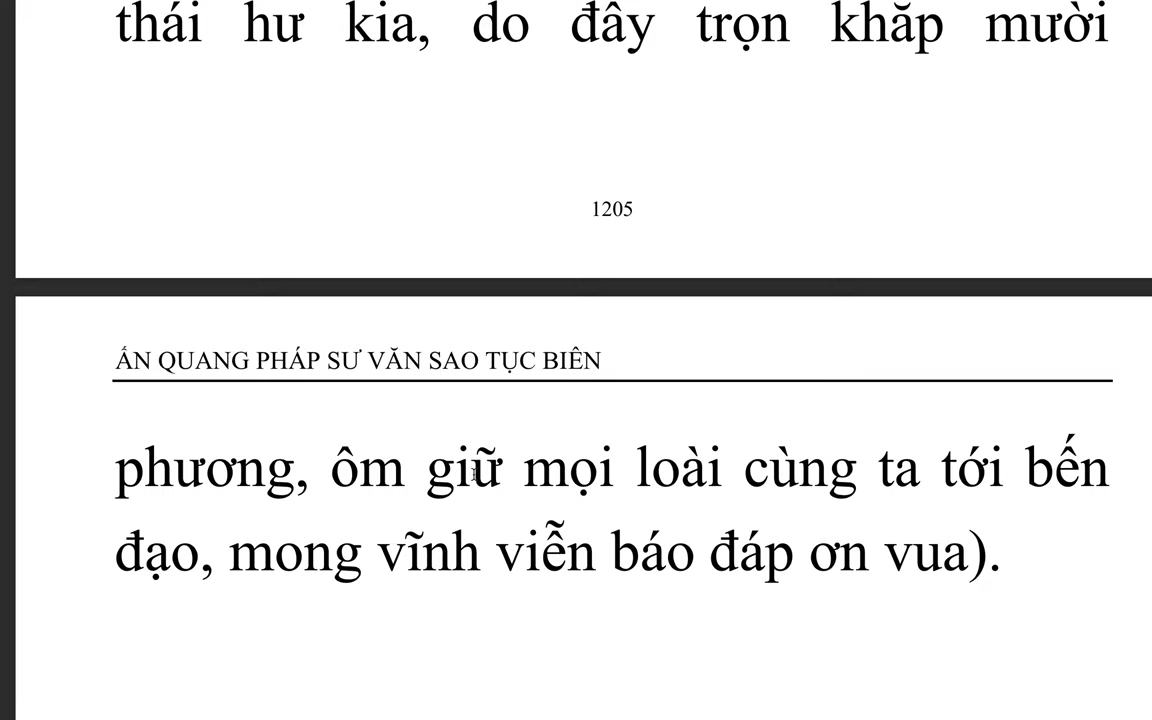 thái hư kia, do đây trọn khắp mười
1205
ẤN QUANG PHÁP SƯ VĂN SAO TỤC BIÊN
phương, ôm giữ mọi loài cùng ta tới bến
đạo, mong vĩnh viễn báo đáp ơn vua).